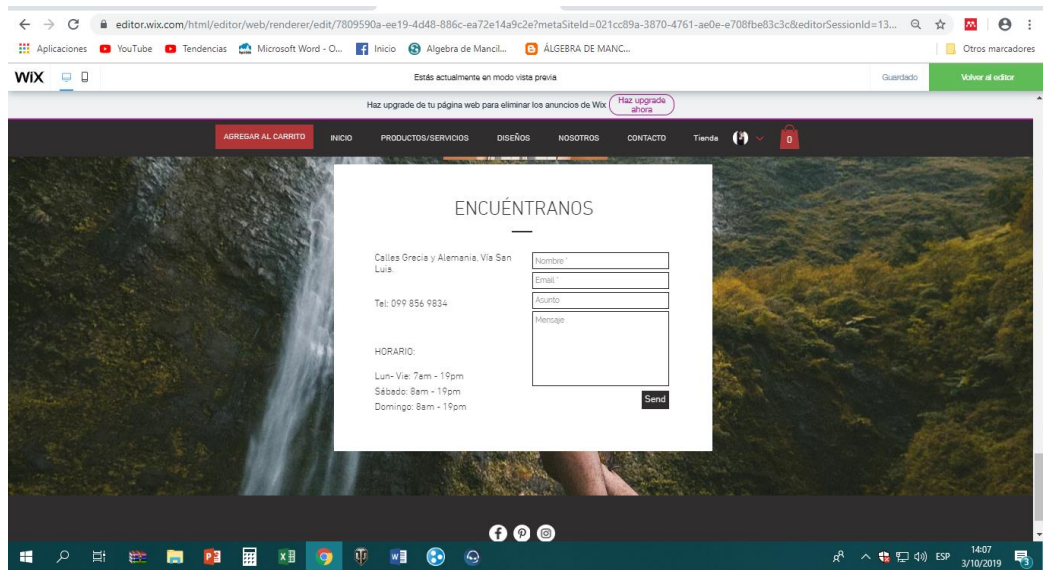 editor.wix.com/html/editor/web/renderer/edit/7809590a-ee19-4d48-886c-ea72e14a9c2e?metaSiteId=021cc89a-3870-4761-ae0e-e708fbe83c3c&editorSessionId=13...
Aplicaciones YouTube Tendencias Microsoft Word - O... Inicio Algebra de Mancil... ÁLGEBRA DE MANC... Otros marcadores
WiX Estás actualmente en modo vista previa Guardado Volver al editor
Haz upgrade de tu página web para eliminar los anuncios de Wix Haz upgrade
ahora
AGREGAR AL CARRITO INICIO PRODUCTOS/SERVICIOS DISEÑOS NOSOTROS CONTACTO Tienda 0
ENCUÉNTRANOS
Calles Grecia y Alemania, Vía San
Luis.
Tel: 099 856 9834
HORARIO:
Lun- Vie: 7am - 19pm
Sábado: 8am - 19pm
Domingo: 8am - 19pm
Nombre *
Email *
Asunto
Mensaje
Send
ESP 14:07
3/10/2019
3